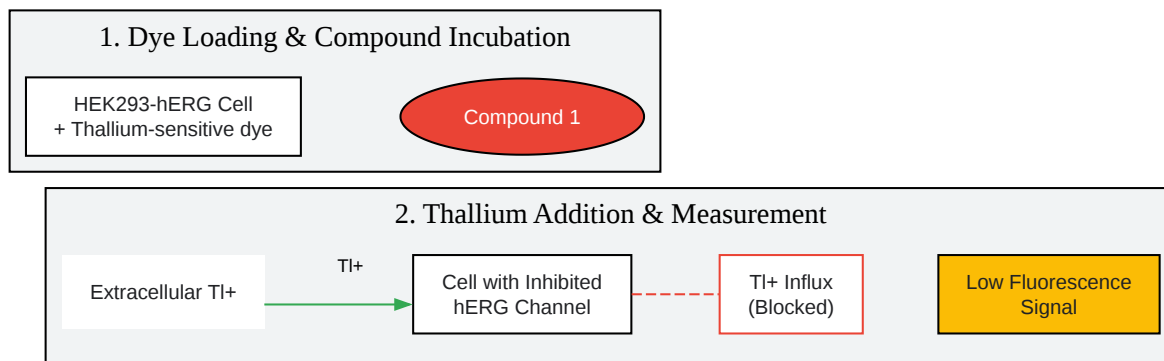 1. Dye Loading & Compound Incubation
HEK293-hERG Cell
+ Thallium-sensitive dye
Compound 1
2. Thallium Addition & Measurement
Extracellular Tl+
Tl+
Cell with Inhibited
hERG Channel
Tl+ Influx
(Blocked)
Low Fluorescence
Signal